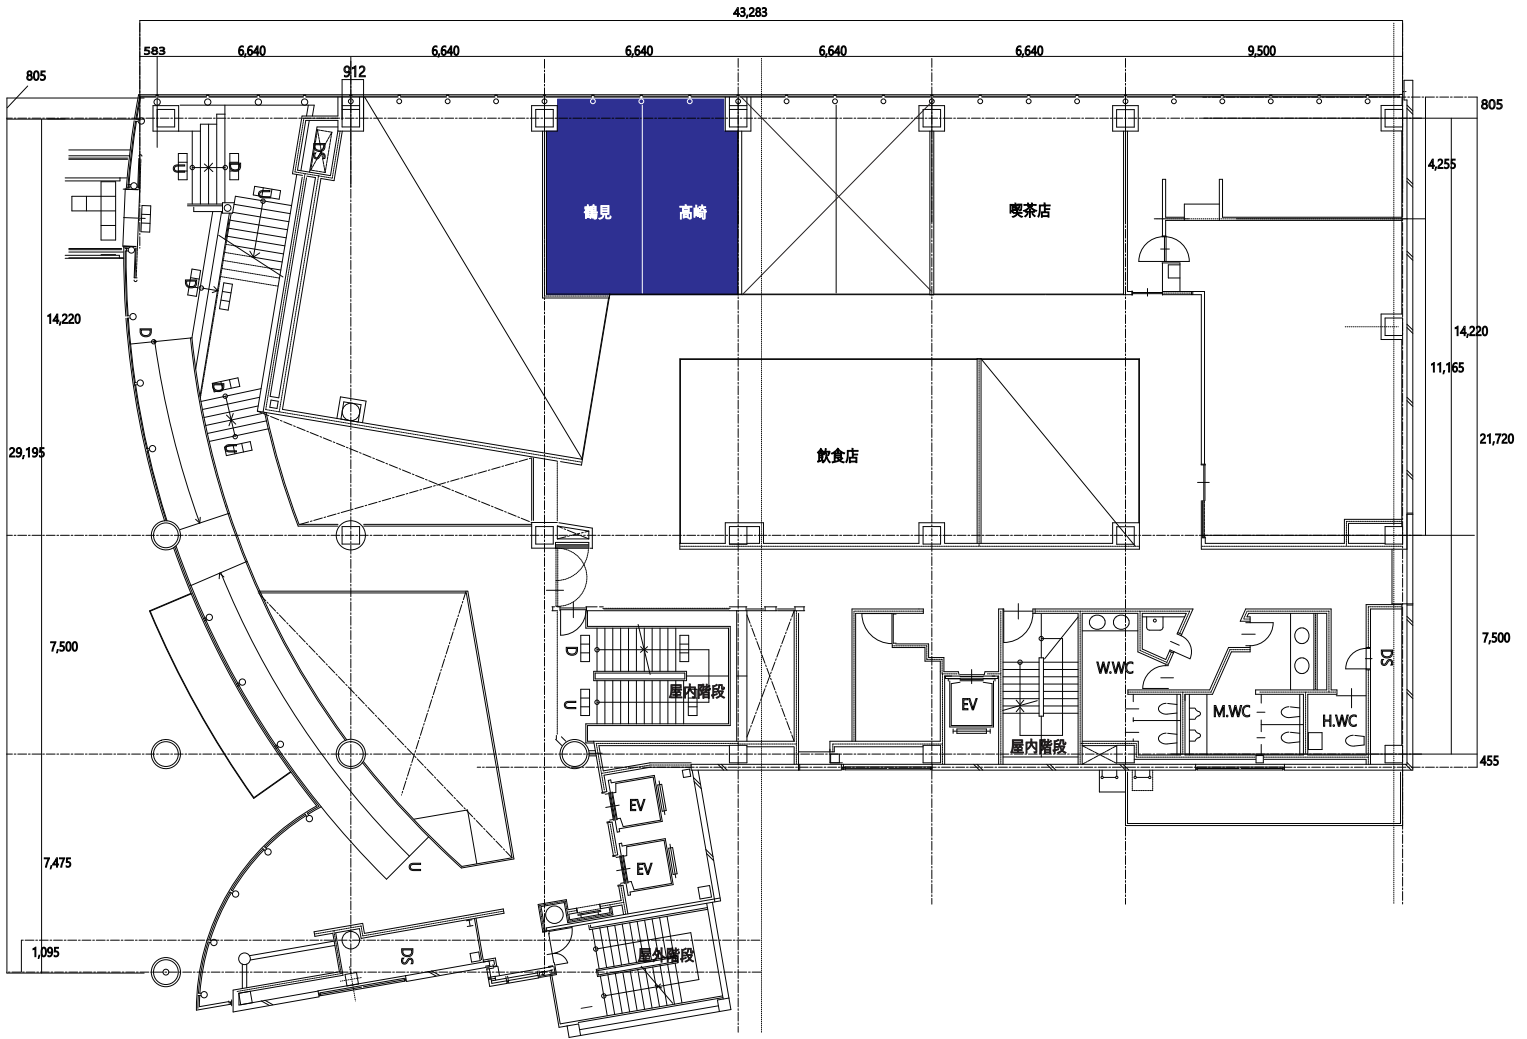 43,283
583
6,640
6,640
6,640
6,640
6,640
9,500
805
912
805
DS
U
D
U
4,255
鶴見
高崎
喫茶店
D
14,220
D
14,220
11,165
D
21,720
29,195
U
飲食店
7,500
D
U
屋内階段
EV
屋内階段
W.WC
M.WC
H.WC
DS
7,500
455
EV
7,475
U
EV
1,095
DS
屋外階段